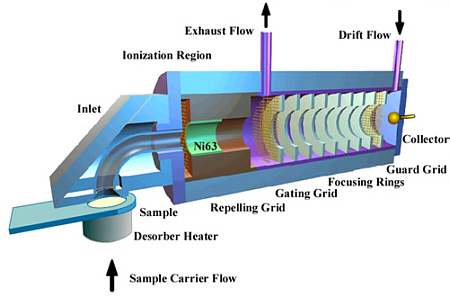 Exhaust Flow
Drift Flow
Ionization Region
Inlet
Ni63
Collector
Guard Grid
Focusing Rings
Gating Grid
Repelling Grid
Sample
Desorber Heater
Sample Carrier Flow